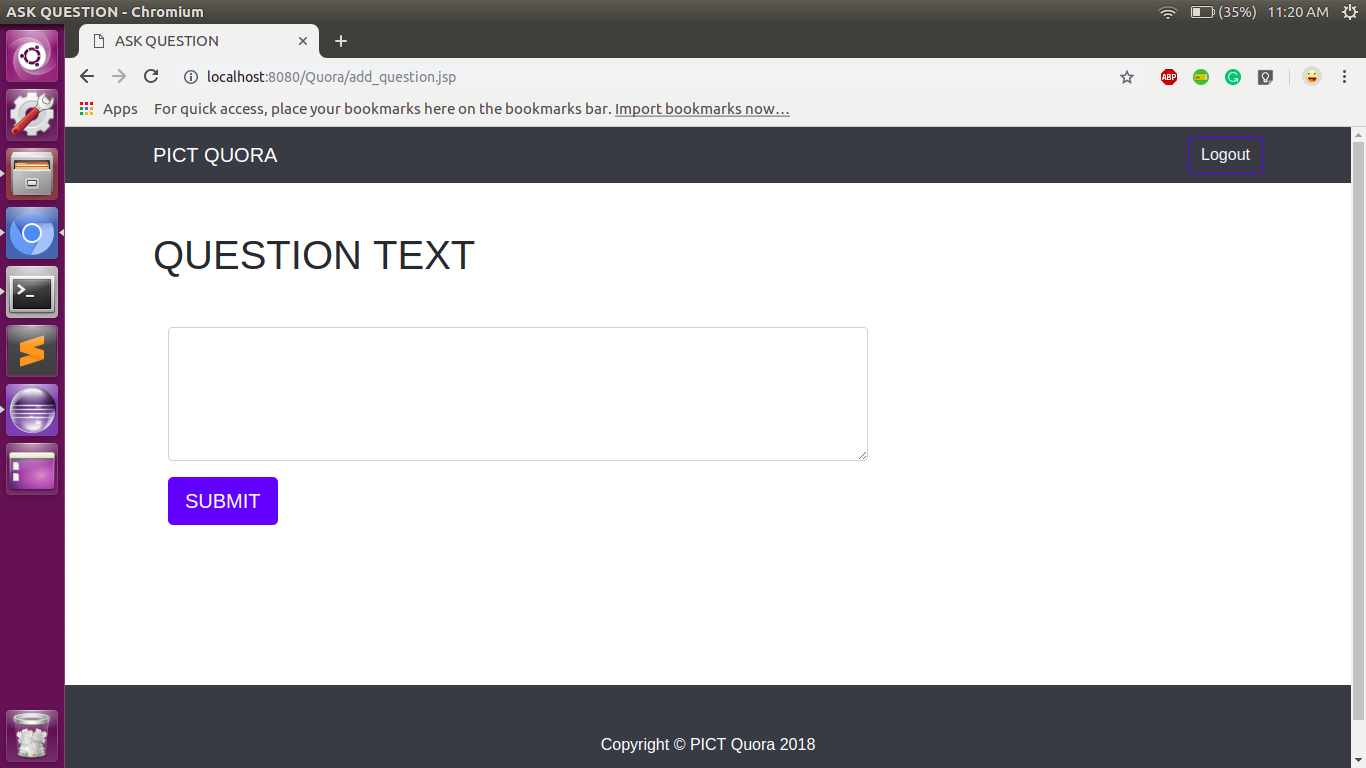 ASK QUESTION - Chromium
(35%) 11:20 AM
ASK QUESTION
localhost:8080/Quora/add_question.jsp
ABP
Apps For quick access, place your bookmarks here on the bookmarks bar. Import bookmarks now...
PICT QUORA Logout
QUESTION TEXT
SUBMIT
Copyright © PICT Quora 2018